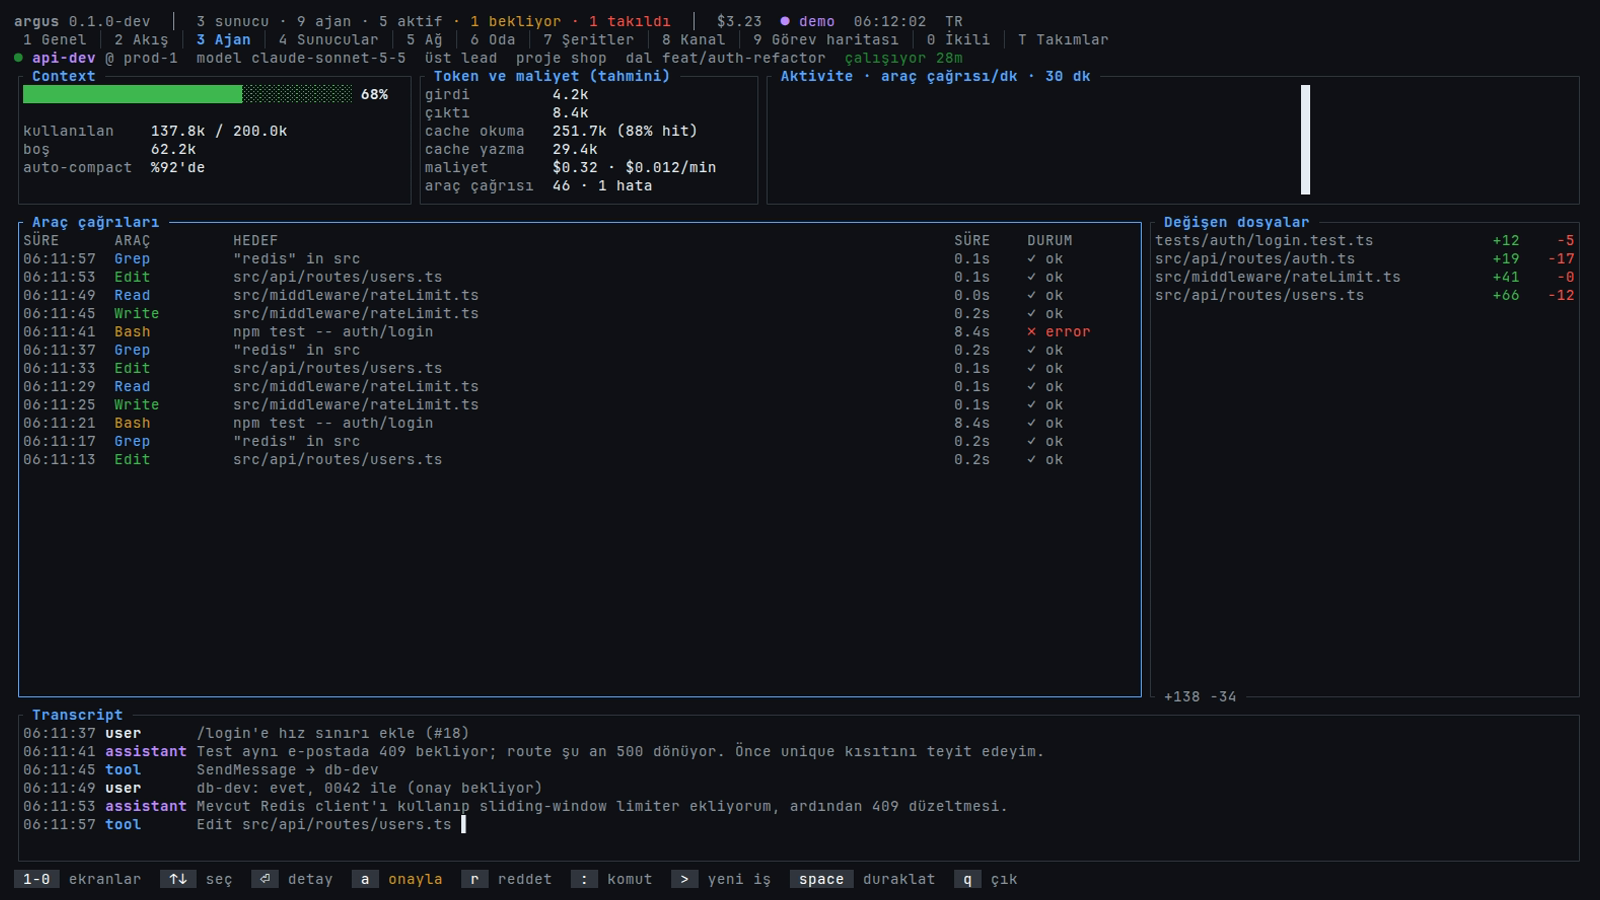 argus 0.1.0-dev │ 3 sunucu · 9 ajan · 5 aktif · 1 bekliyor · 1 takıldı │ $3.23 ● demo 06:12:02 TR
1 Genel │ 2 Akış │ 3 Ajan │ 4 Sunucular │ 5 Ağ │ 6 Oda │ 7 Şeritler │ 8 Kanal │ 9 Görev haritası │ 0 İkili │ T Takımlar
● api-dev @ prod-1 model claude-sonnet-5-5 üst lead proje shop dal feat/auth-refactor çalışıyor 28m
Context
68%
kullanılan 137.8k / 200.0k
boş 62.2k
auto-compact %92'de
Token ve maliyet (tahmini)
girdi 4.2k
çıktı 8.4k
cache okuma 251.7k (88% hit)
cache yazma 29.4k
maliyet $0.32 · $0.012/min
araç çağrısı 46 · 1 hata
Aktivite · araç çağrısı/dk · 30 dk
Araç çağrıları
SÜRE ARAÇ HEDEF SÜRE DURUM
06:11:57 Grep "redis" in src 0.1s ✓ ok
06:11:53 Edit src/api/routes/users.ts 0.1s ✓ ok
06:11:49 Read src/middleware/rateLimit.ts 0.0s ✓ ok
06:11:45 Write src/middleware/rateLimit.ts 0.2s ✓ ok
06:11:41 Bash npm test -- auth/login 8.4s ✕ error
06:11:37 Grep "redis" in src 0.2s ✓ ok
06:11:33 Edit src/api/routes/users.ts 0.1s ✓ ok
06:11:29 Read src/middleware/rateLimit.ts 0.1s ✓ ok
06:11:25 Write src/middleware/rateLimit.ts 0.1s ✓ ok
06:11:21 Bash npm test -- auth/login 8.4s ✓ ok
06:11:17 Grep "redis" in src 0.2s ✓ ok
06:11:13 Edit src/api/routes/users.ts 0.2s ✓ ok
Değişen dosyalar
tests/auth/login.test.ts +12 -5
src/api/routes/auth.ts +19 -17
src/middleware/rateLimit.ts +41 -0
src/api/routes/users.ts +66 -12
+138 -34
Transcript
06:11:37 user /login'e hız sınırı ekle (#18)
06:11:41 assistant Test aynı e-postada 409 bekliyor; route şu an 500 dönüyor. Önce unique kısıtını teyit edeyim.
06:11:45 tool SendMessage → db-dev
06:11:49 user db-dev: evet, 0042 ile (onay bekliyor)
06:11:53 assistant Mevcut Redis client'ı kullanıp sliding-window limiter ekliyorum, ardından 409 düzeltmesi.
06:11:57 tool Edit src/api/routes/users.ts
1-0 ekranlar ↑↓ seç ⏎ detay a onayla r reddet : komut > yeni iş space duraklat q çık